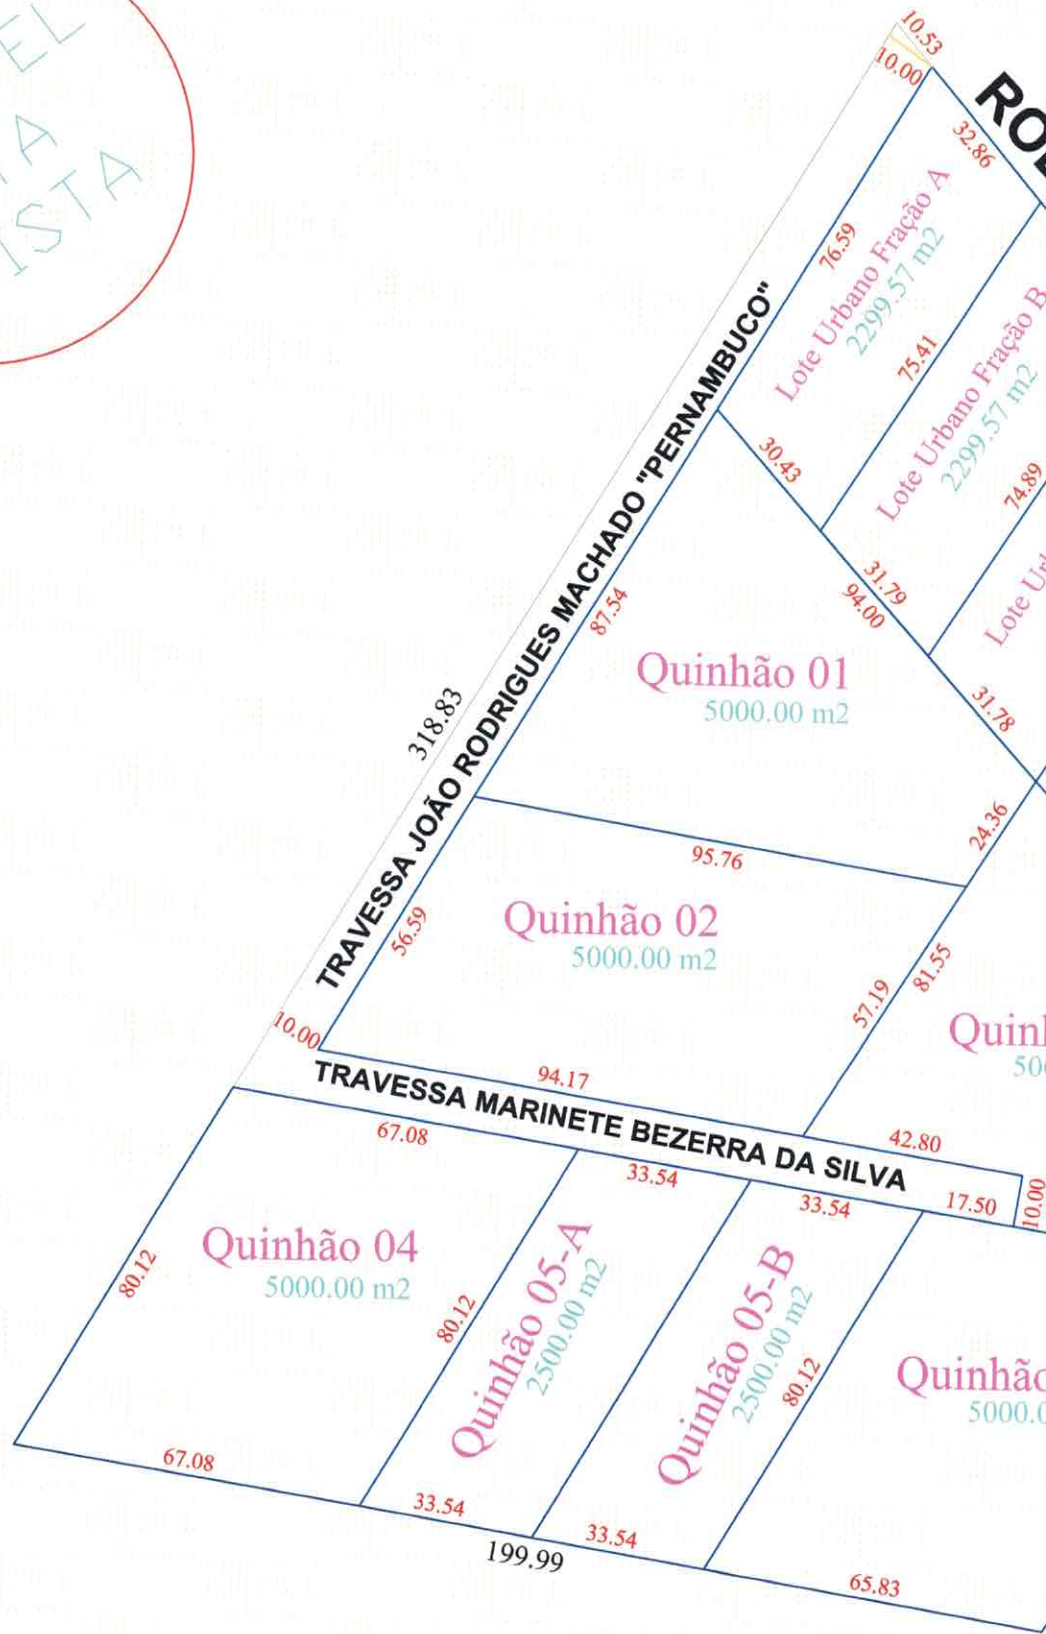 EL
A
ISTA
10.53
10.00
32.86
76.59
Lote Urbano Fração A
2299.57 m2
75.41
Lote Urbano Fração B
2299.57 m2
74.89
30.43
31.79
94.00
31.78
TRAVESSA JOÃO RODRIGUES MACHADO "PERNAMBUCO"
318.83
87.54
Quinhão 01
5000.00 m2
24.36
95.76
56.59
Quinhão 02
5000.00 m2
57.19
81.55
10.00
94.17
TRAVESSA MARINETE BEZERRA DA SILVA
42.80
67.08
33.54
33.54
17.50
10.00
Quinhão 04
5000.00 m2
80.12
80.12
Quinhão 05-A
2500.00 m2
Quinhão 05-B
2500.00 m2
80.12
Quinhão
67.08
33.54
33.54
199.99
65.83